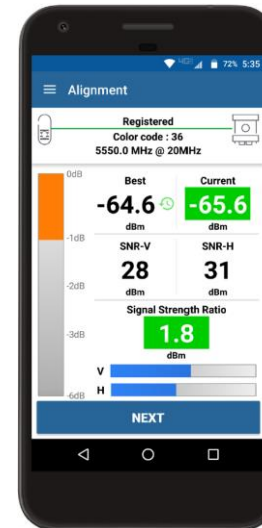 72% 5:35
Alignment
Registered
Color code : 36
5550.0 MHz @ 20MHz
0dB
-1dB
-2dB
-3dB
-6dB
Best
Current
-64.6
-65.6
dBm
dBm
SNR-V
SNR-H
28
31
dBm
dBm
Signal Strength Ratio
1.8
dBm
V
H
NEXT